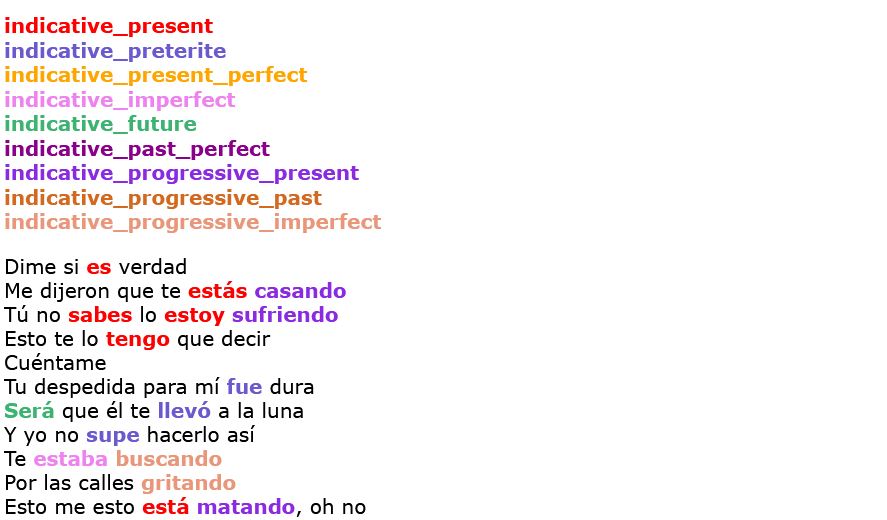 indicative_present
indicative_preterite
indicative_present_perfect
indicative_imperfect
indicative_future
indicative_past_perfect
indicative_progressive_present
indicative_progressive_past
indicative_progressive_imperfect
Dime si es verdad
Me dijeron que te estás casando
Tú no sabes lo estoy sufriendo
Esto te lo tengo que decir
Cuéntame
Tu despedida para mí fue dura
Será que él te llevó a la luna
Y yo no supe hacerlo así
Te estaba buscando
Por las calles gritando
Esto me esto está matando, oh no